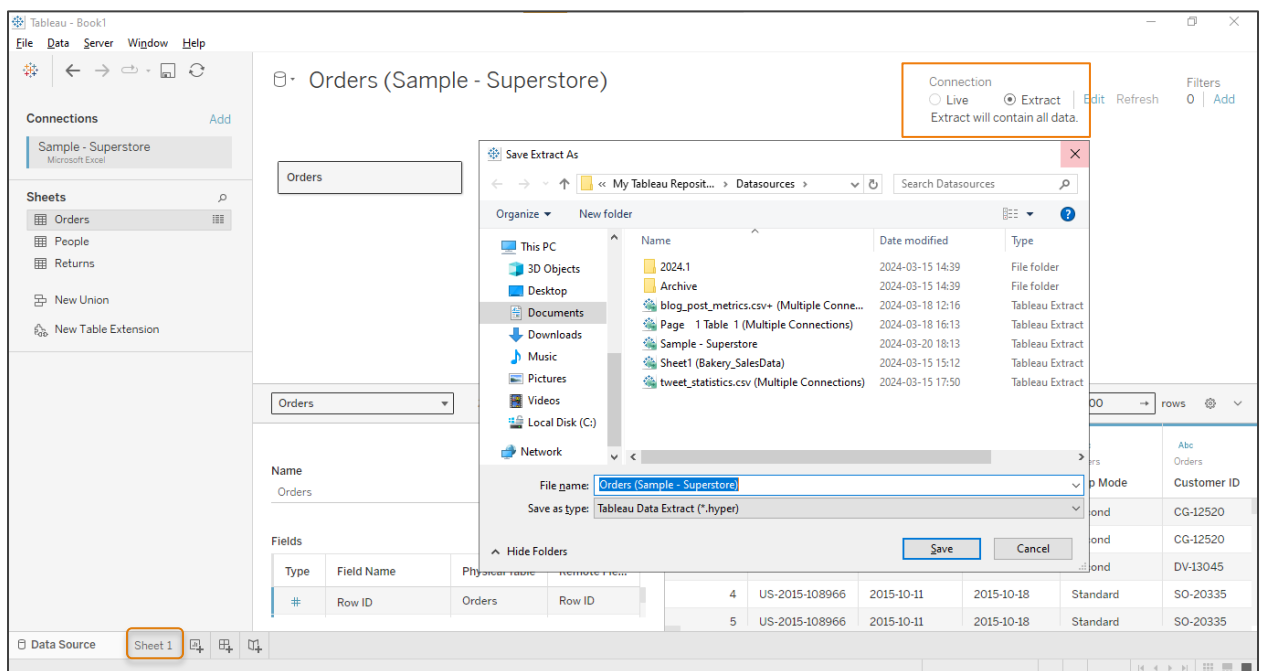 Tableau - Book1
File Data Server Window Help
Orders (Sample - Superstore)
Connection
Live Extract Edit Refresh
Extract will contain all data.
Filters
0 Add
Connections Add
Sample - Superstore
Microsoft Excel
Sheets
Orders
People
Returns
New Union
New Table Extension
Orders
Save Extract As
« My Tableau Reposit... > Datasources >
Search Datasources
Organize New folder
This PC
3D Objects
Desktop
Documents
Downloads
Music
Pictures
Videos
Local Disk (C:)
Network
Name Date modified Type
2024.1 2024-03-15 14:39 File folder
Archive 2024-03-15 14:39 File folder
blog_post_metrics.csv+ (Multiple Conne... 2024-03-18 12:16 Tableau Extract
Page 1 Table 1 (Multiple Connections) 2024-03-18 16:13 Tableau Extract
Sample - Superstore 2024-03-20 18:13 Tableau Extract
Sheet1 (Bakery_SalesData) 2024-03-15 15:12 Tableau Extract
tweet_statistics.csv (Multiple Connections) 2024-03-15 17:50 Tableau Extract
File name: Orders (Sample - Superstore)
Save as type: Tableau Data Extract (*.hyper)
Hide Folders Save Cancel
Orders
rows
Name
Orders
Fields
Type Field Name Physical Table
# Row ID Orders Row ID
Abc
Orders
Mode Customer ID
CG-12520
CG-12520
DV-13045
4 US-2015-108966 2015-10-11 2015-10-18 Standard SO-20335
5 US-2015-108966 2015-10-11 2015-10-18 Standard SO-20335
Data Source Sheet 1